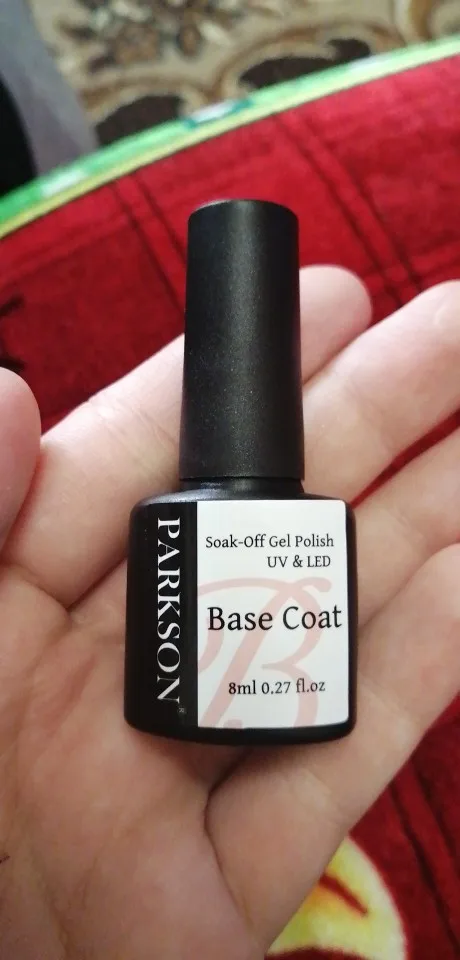 PARKSON
Soak-Off Gel Polish
UV & LED
B
Base Coat
8ml 0.27 fl.oz